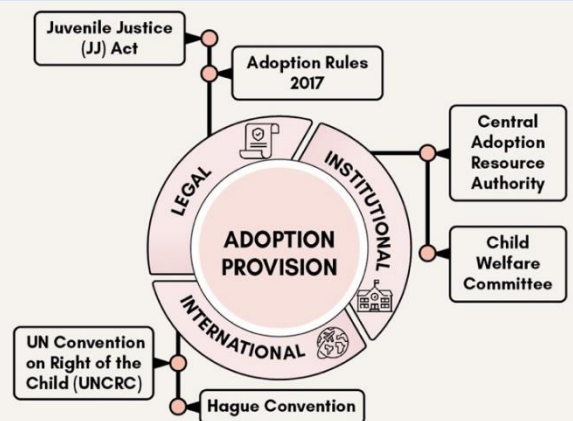 Juvenile Justice
(JJ) Act
Adoption Rules
2017
Central
Adoption
Resource
Authority
Child
Welfare
Committee
LEGAL
INSTITUTIONAL
INTERNATIONAL
ADOPTION
PROVISION
UN Convention
on Right of the
Child (UNCRC)
Hague Convention